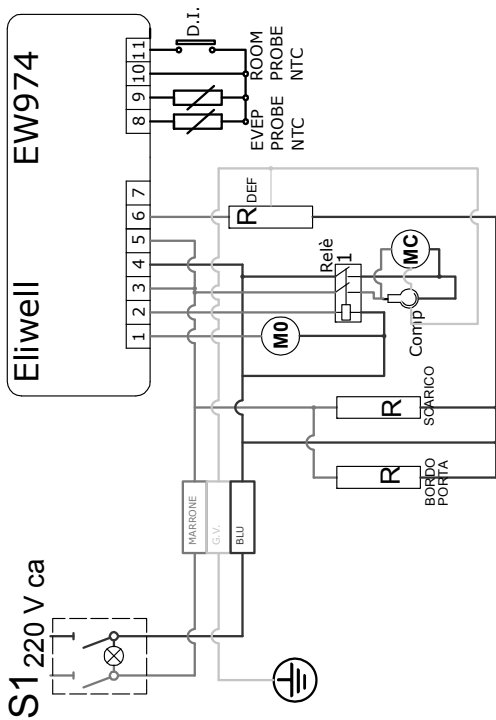 Eliwell EW974
1 2 3 4 5 6 7 8 9 10 11
D.I.
EVEP
PROBE
NTC
ROOM
PROBE
NTC
R DEF
Relè
1
M0
MC
Comp
R
SCARICO
R
BORDO
PORTA
MARRONE
G.V.
BLU
S1 220 V ca